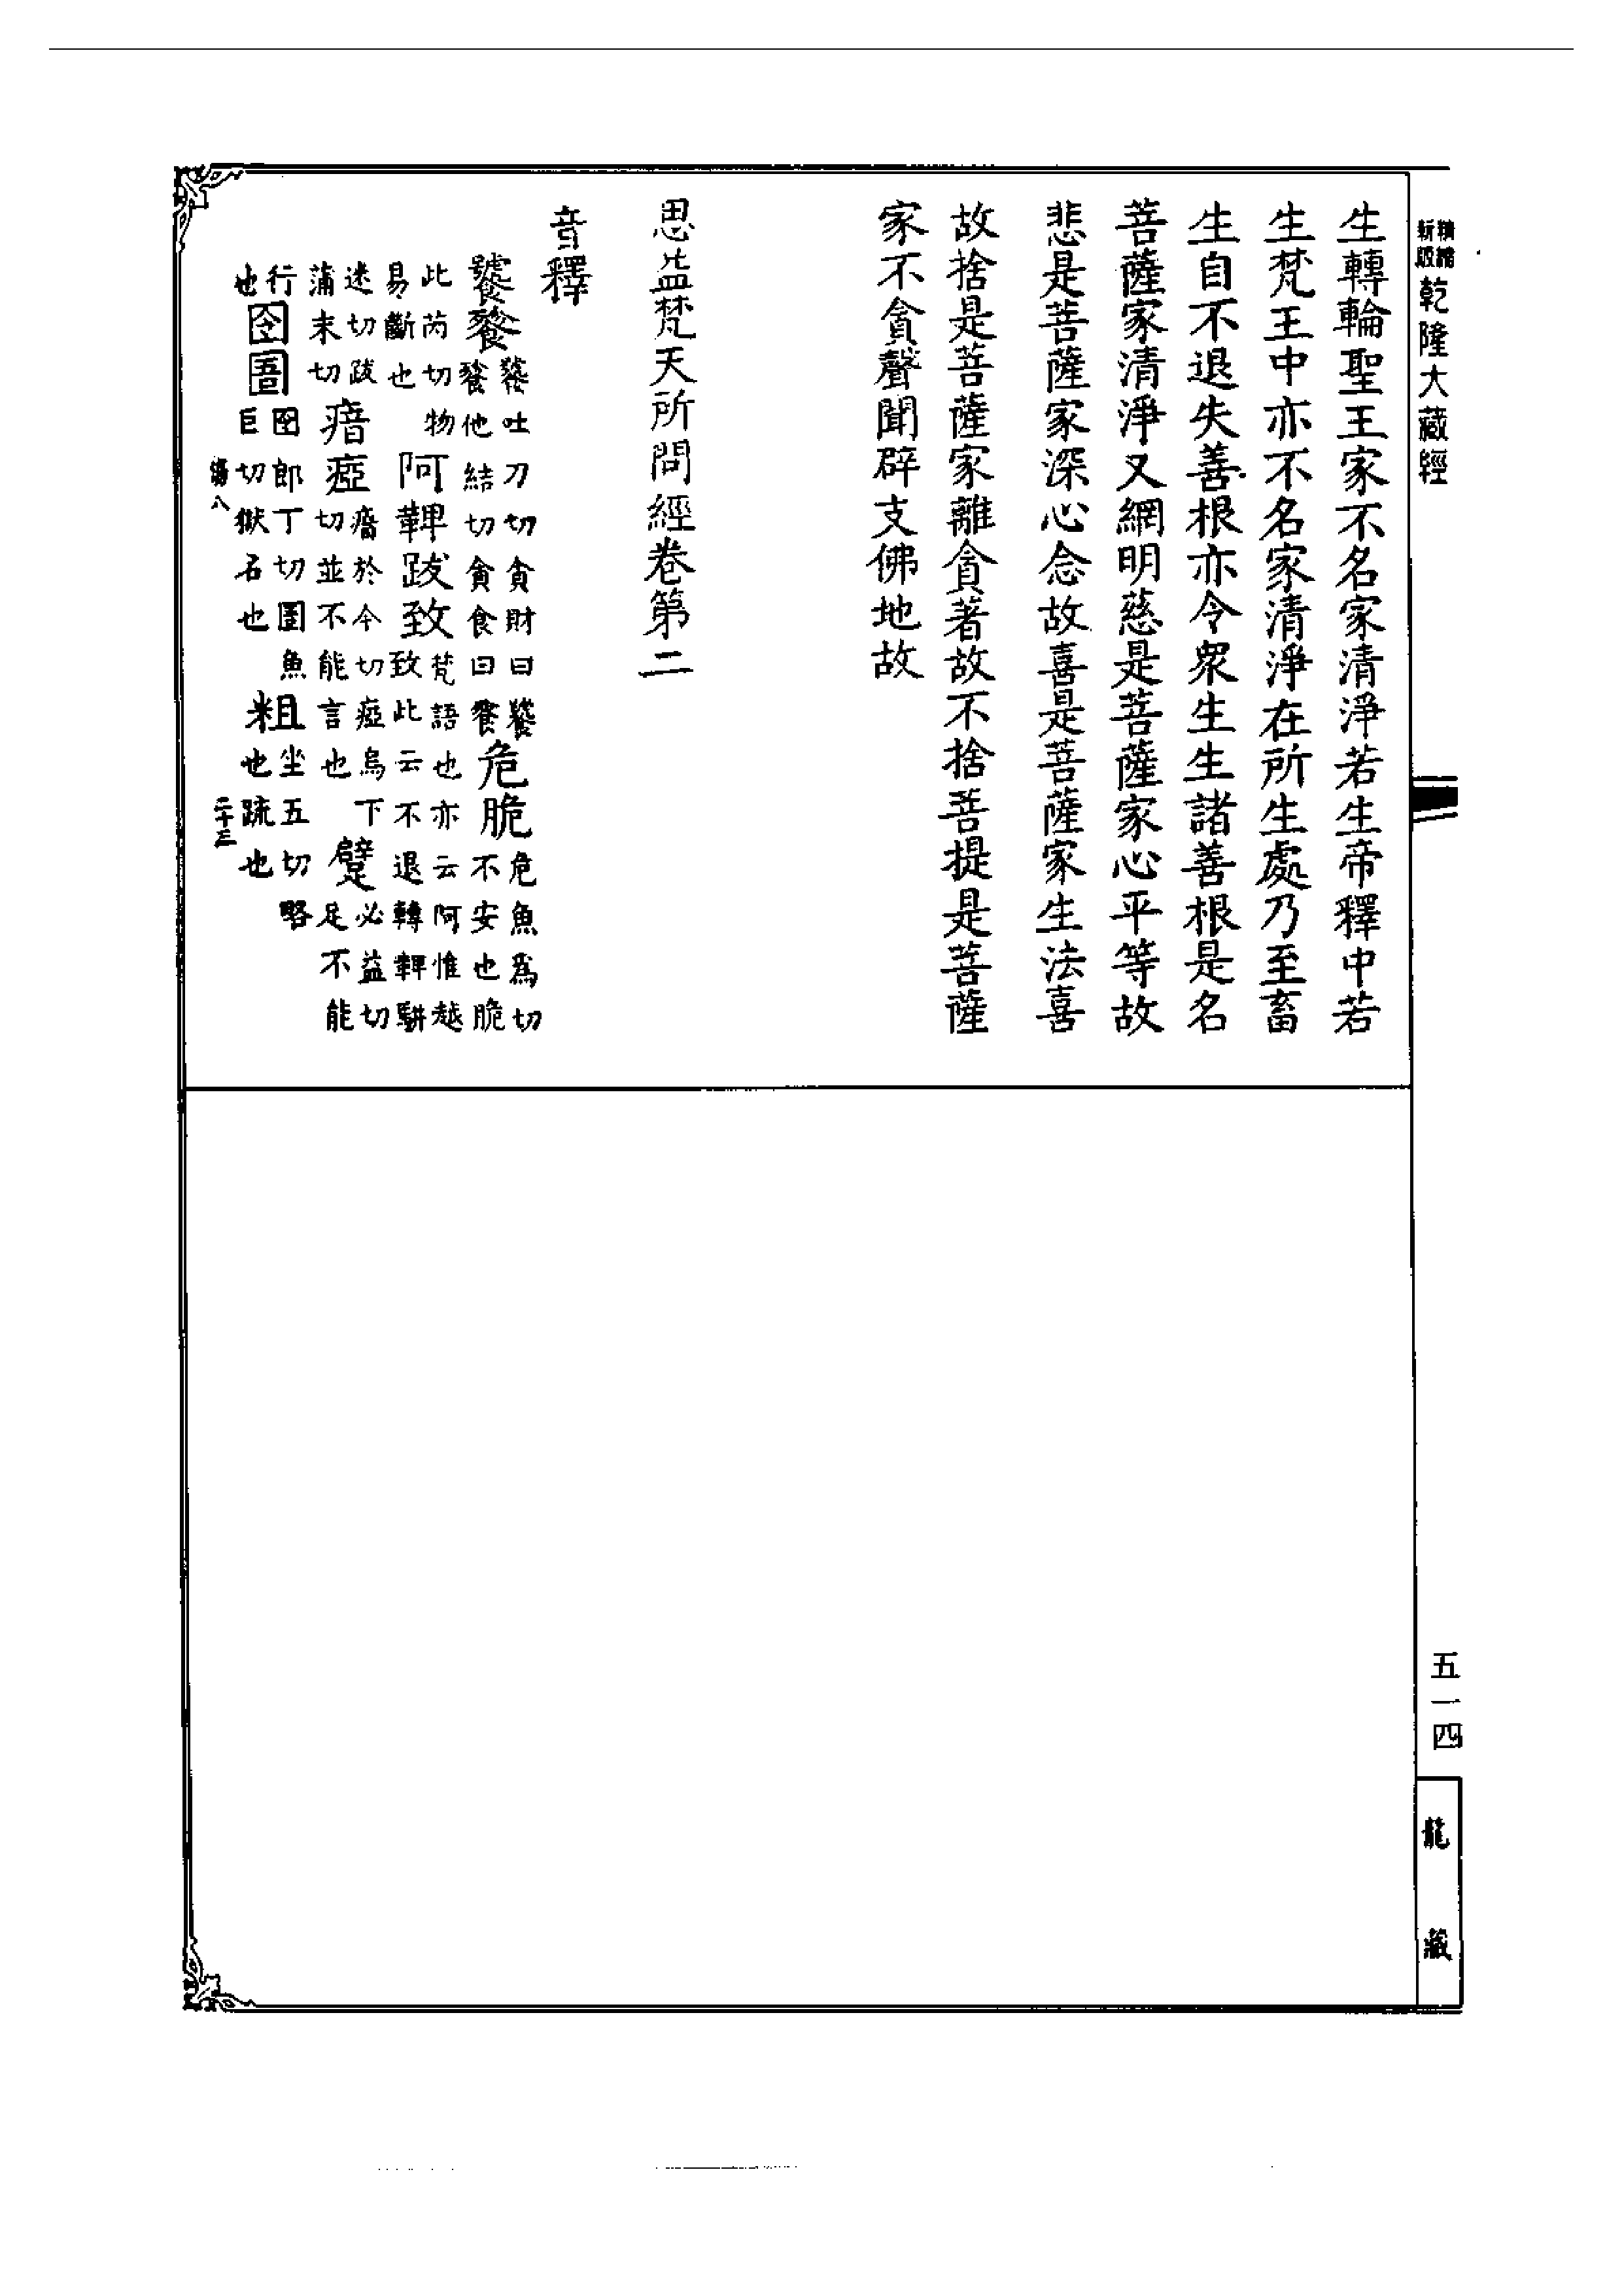 精縮新版乾隆大藏經
生轉輪聖王家不名家清淨若生帝釋中若
生梵王中亦不名家清淨在所生處乃至畜
生自不退失善根亦令眾生生諸善根是名
菩薩家清淨又網明慈是菩薩家心平等故
悲是菩薩家深心念故喜是菩薩家生法喜
故捨是菩薩家離貪著故不捨菩提是菩薩
家不貪聲聞辟支佛地故
思益梵天所問經卷第二
音釋
饕餮饕吐刀切貪財曰饕餮他結切貪食曰餮危脆危魚爲切不安也脆
此芮切物易斷也阿鞞跋致梵語也亦云阿惟越致此云不退轉鞞駢
迷切跋蒲末切瘖瘂瘖於今切瘂烏下切並不能言也躄必益切足不能
行也囹圄囹郎丁切圄魚巨切獄名也粗坐五切略也疏也
八 二十三
五一四
龍藏